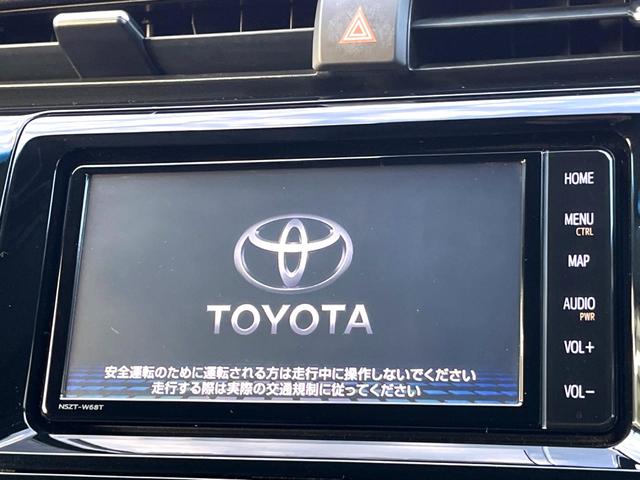 HOME
MENU
CTRL
MAP
AUDIO
PWR
VOL+
VOL-
TOYOTA
安全運転のために運転される方は走行中に操作しないでください
走行する際は実際の交通規制に従ってください
NSZT-W68T